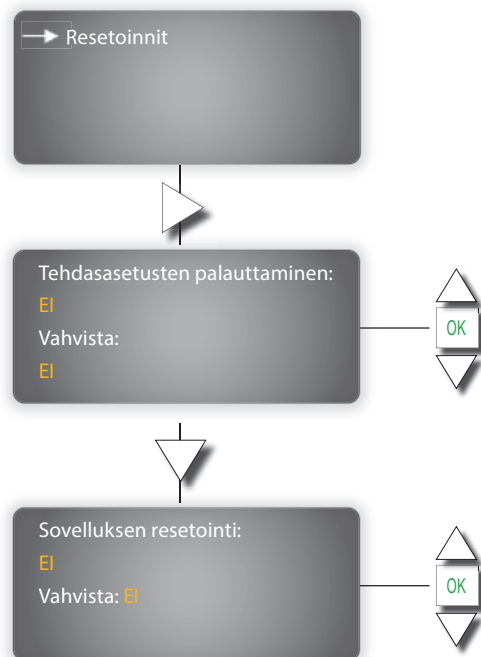 Resetoinnit
Tehdasasetusten palauttaminen:
EI
Vahvista:
EI
OK
Sovelluksen resetointi:
EI
Vahvista: EI
OK